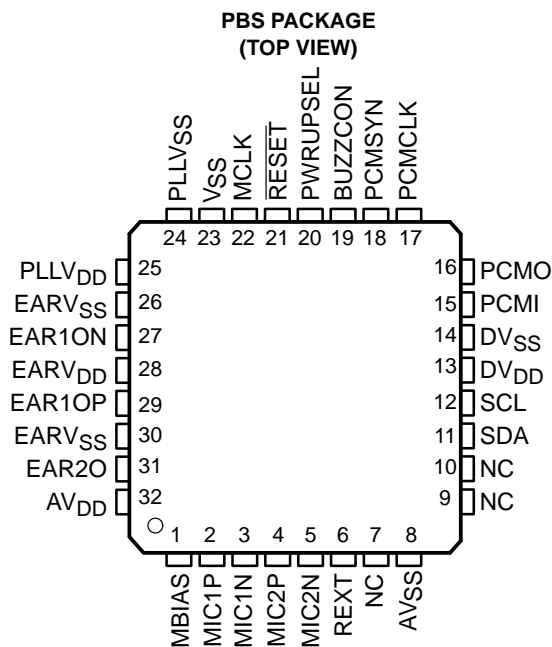 PBS PACKAGE
(TOP VIEW)
PLLVSS
VSS
MCLK
RESET
PWRUPSEL
BUZZCON
PCMSYN
PCMCLK
24 23 22 21 20 19 18 17
PLLVDD 25 16 PCMO
EARVSS 26 15 PCMI
EAR1ON 27 14 DVSS
EARVDD 28 13 DVDD
EAR1OP 29 12 SCL
EARVSS 30 11 SDA
EAR2O 31 10 NC
AVDD 32 9 NC
1 2 3 4 5 6 7 8
MBIAS
MIC1P
MIC1N
MIC2P
MIC2N
REXT
NC
AVSS